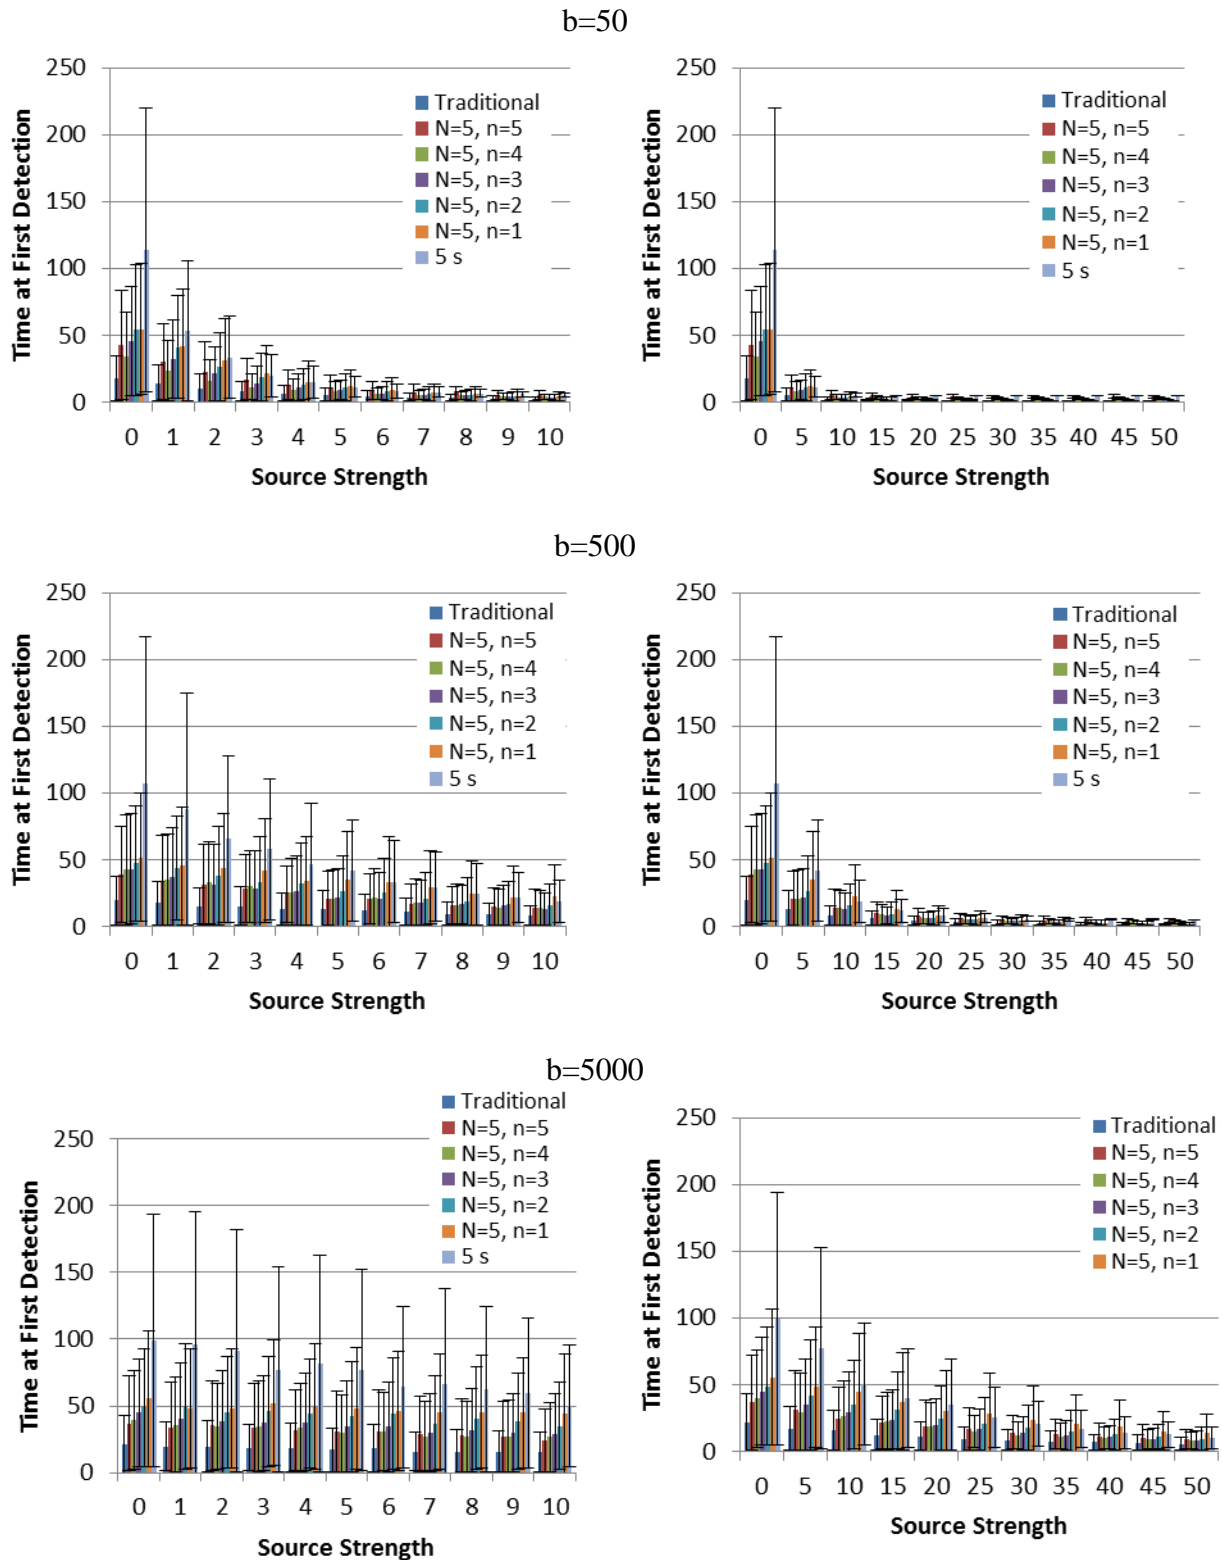 b=50
250
200
150
100
50
0
Time at First Detection
Traditional
N=5, n=5
N=5, n=4
N=5, n=3
N=5, n=2
N=5, n=1
5 s
0 1 2 3 4 5 6 7 8 9 10
Source Strength
250
200
150
100
50
0
Time at First Detection
Traditional
N=5, n=5
N=5, n=4
N=5, n=3
N=5, n=2
N=5, n=1
5 s
0 5 10 15 20 25 30 35 40 45 50
Source Strength
b=500
250
200
150
100
50
0
Time at First Detection
Traditional
N=5, n=5
N=5, n=4
N=5, n=3
N=5, n=2
N=5, n=1
5 s
0 1 2 3 4 5 6 7 8 9 10
Source Strength
250
200
150
100
50
0
Time at First Detection
Traditional
N=5, n=5
N=5, n=4
N=5, n=3
N=5, n=2
N=5, n=1
5 s
0 5 10 15 20 25 30 35 40 45 50
Source Strength
b=5000
250
200
150
100
50
0
Time at First Detection
Traditional
N=5, n=5
N=5, n=4
N=5, n=3
N=5, n=2
N=5, n=1
5 s
0 1 2 3 4 5 6 7 8 9 10
Source Strength
250
200
150
100
50
0
Time at First Detection
Traditional
N=5, n=5
N=5, n=4
N=5, n=3
N=5, n=2
N=5, n=1
0 5 10 15 20 25 30 35 40 45 50
Source Strength